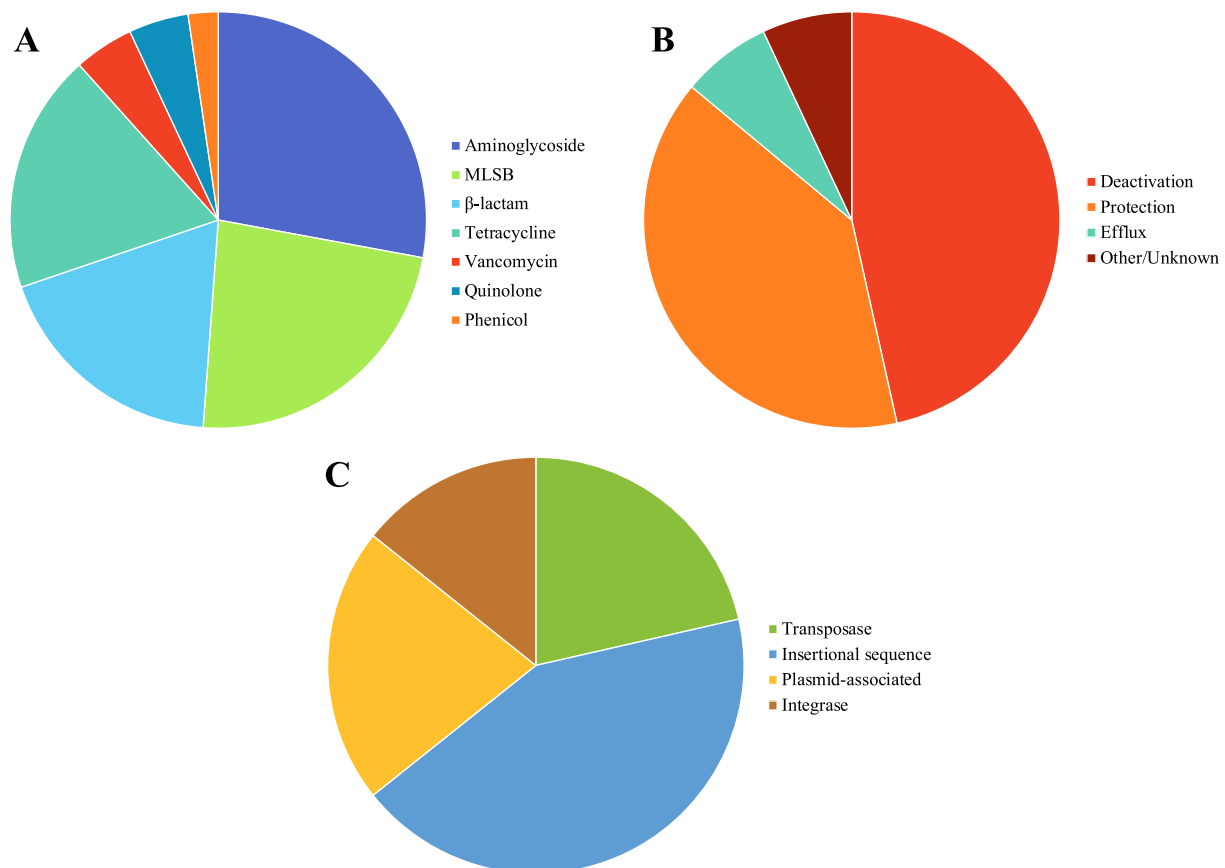 A
Aminoglycoside
MLSB
β-lactam
Tetracycline
Vancomycin
Quinolone
Phenicol
B
Deactivation
Protection
Efflux
Other/Unknown
C
Transposase
Insertional sequence
Plasmid-associated
Integrase